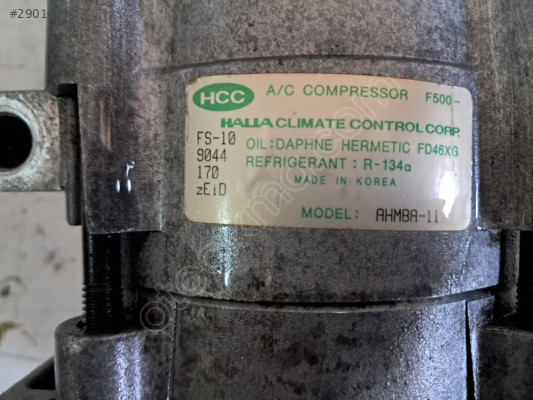 #2901
HCC A/C COMPRESSOR F500-
HALLA CLIMATE CONTROL CORP.
FS-10 OIL:DAPHNE HERMETIC FD46XG
9044 REFRIGERANT : R-134a
170 MADE IN KOREA
zEiD
MODEL: AHMBA-11